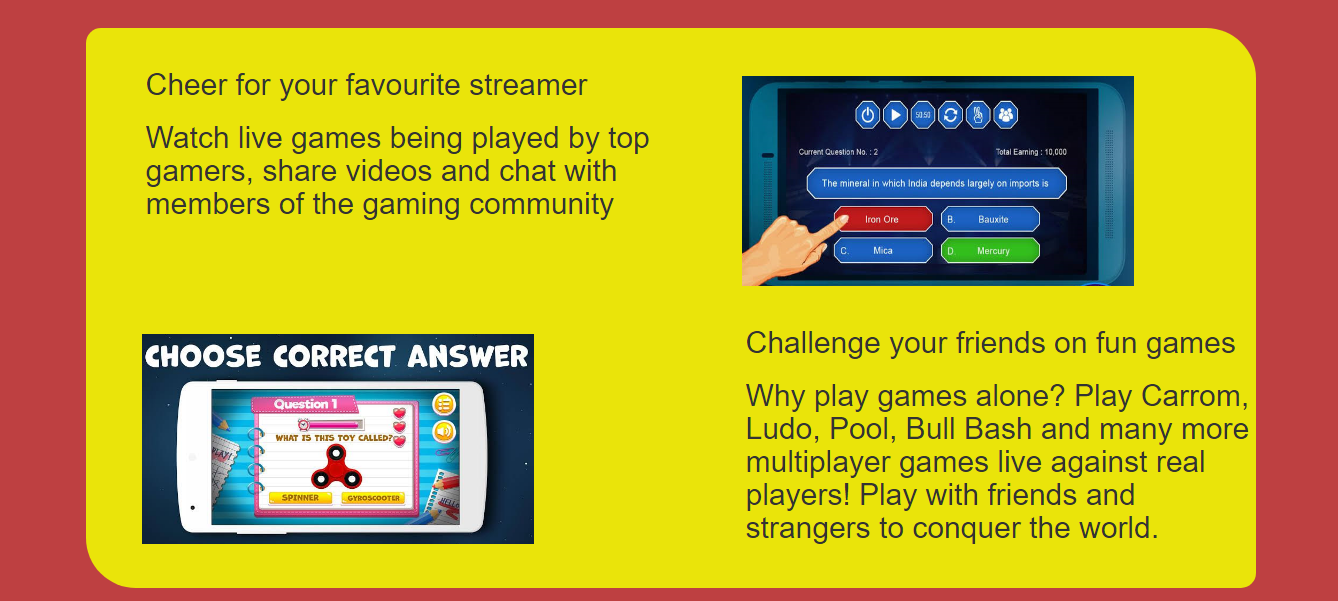 Cheer for your favourite streamer
Watch live games being played by top
gamers, share videos and chat with
members of the gaming community
50:50
Current Question No. : 2
Total Earning : 10,000
The mineral in which India depends largely on imports is
Iron Ore
B. Bauxite
C. Mica
D. Mercury
CHOOSE CORRECT ANSWER
Question 1
WHAT IS THIS TOY CALLED?
SPINNER
GYROSCOOTER
Challenge your friends on fun games
Why play games alone? Play Carrom,
Ludo, Pool, Bull Bash and many more
multiplayer games live against real
players! Play with friends and
strangers to conquer the world.